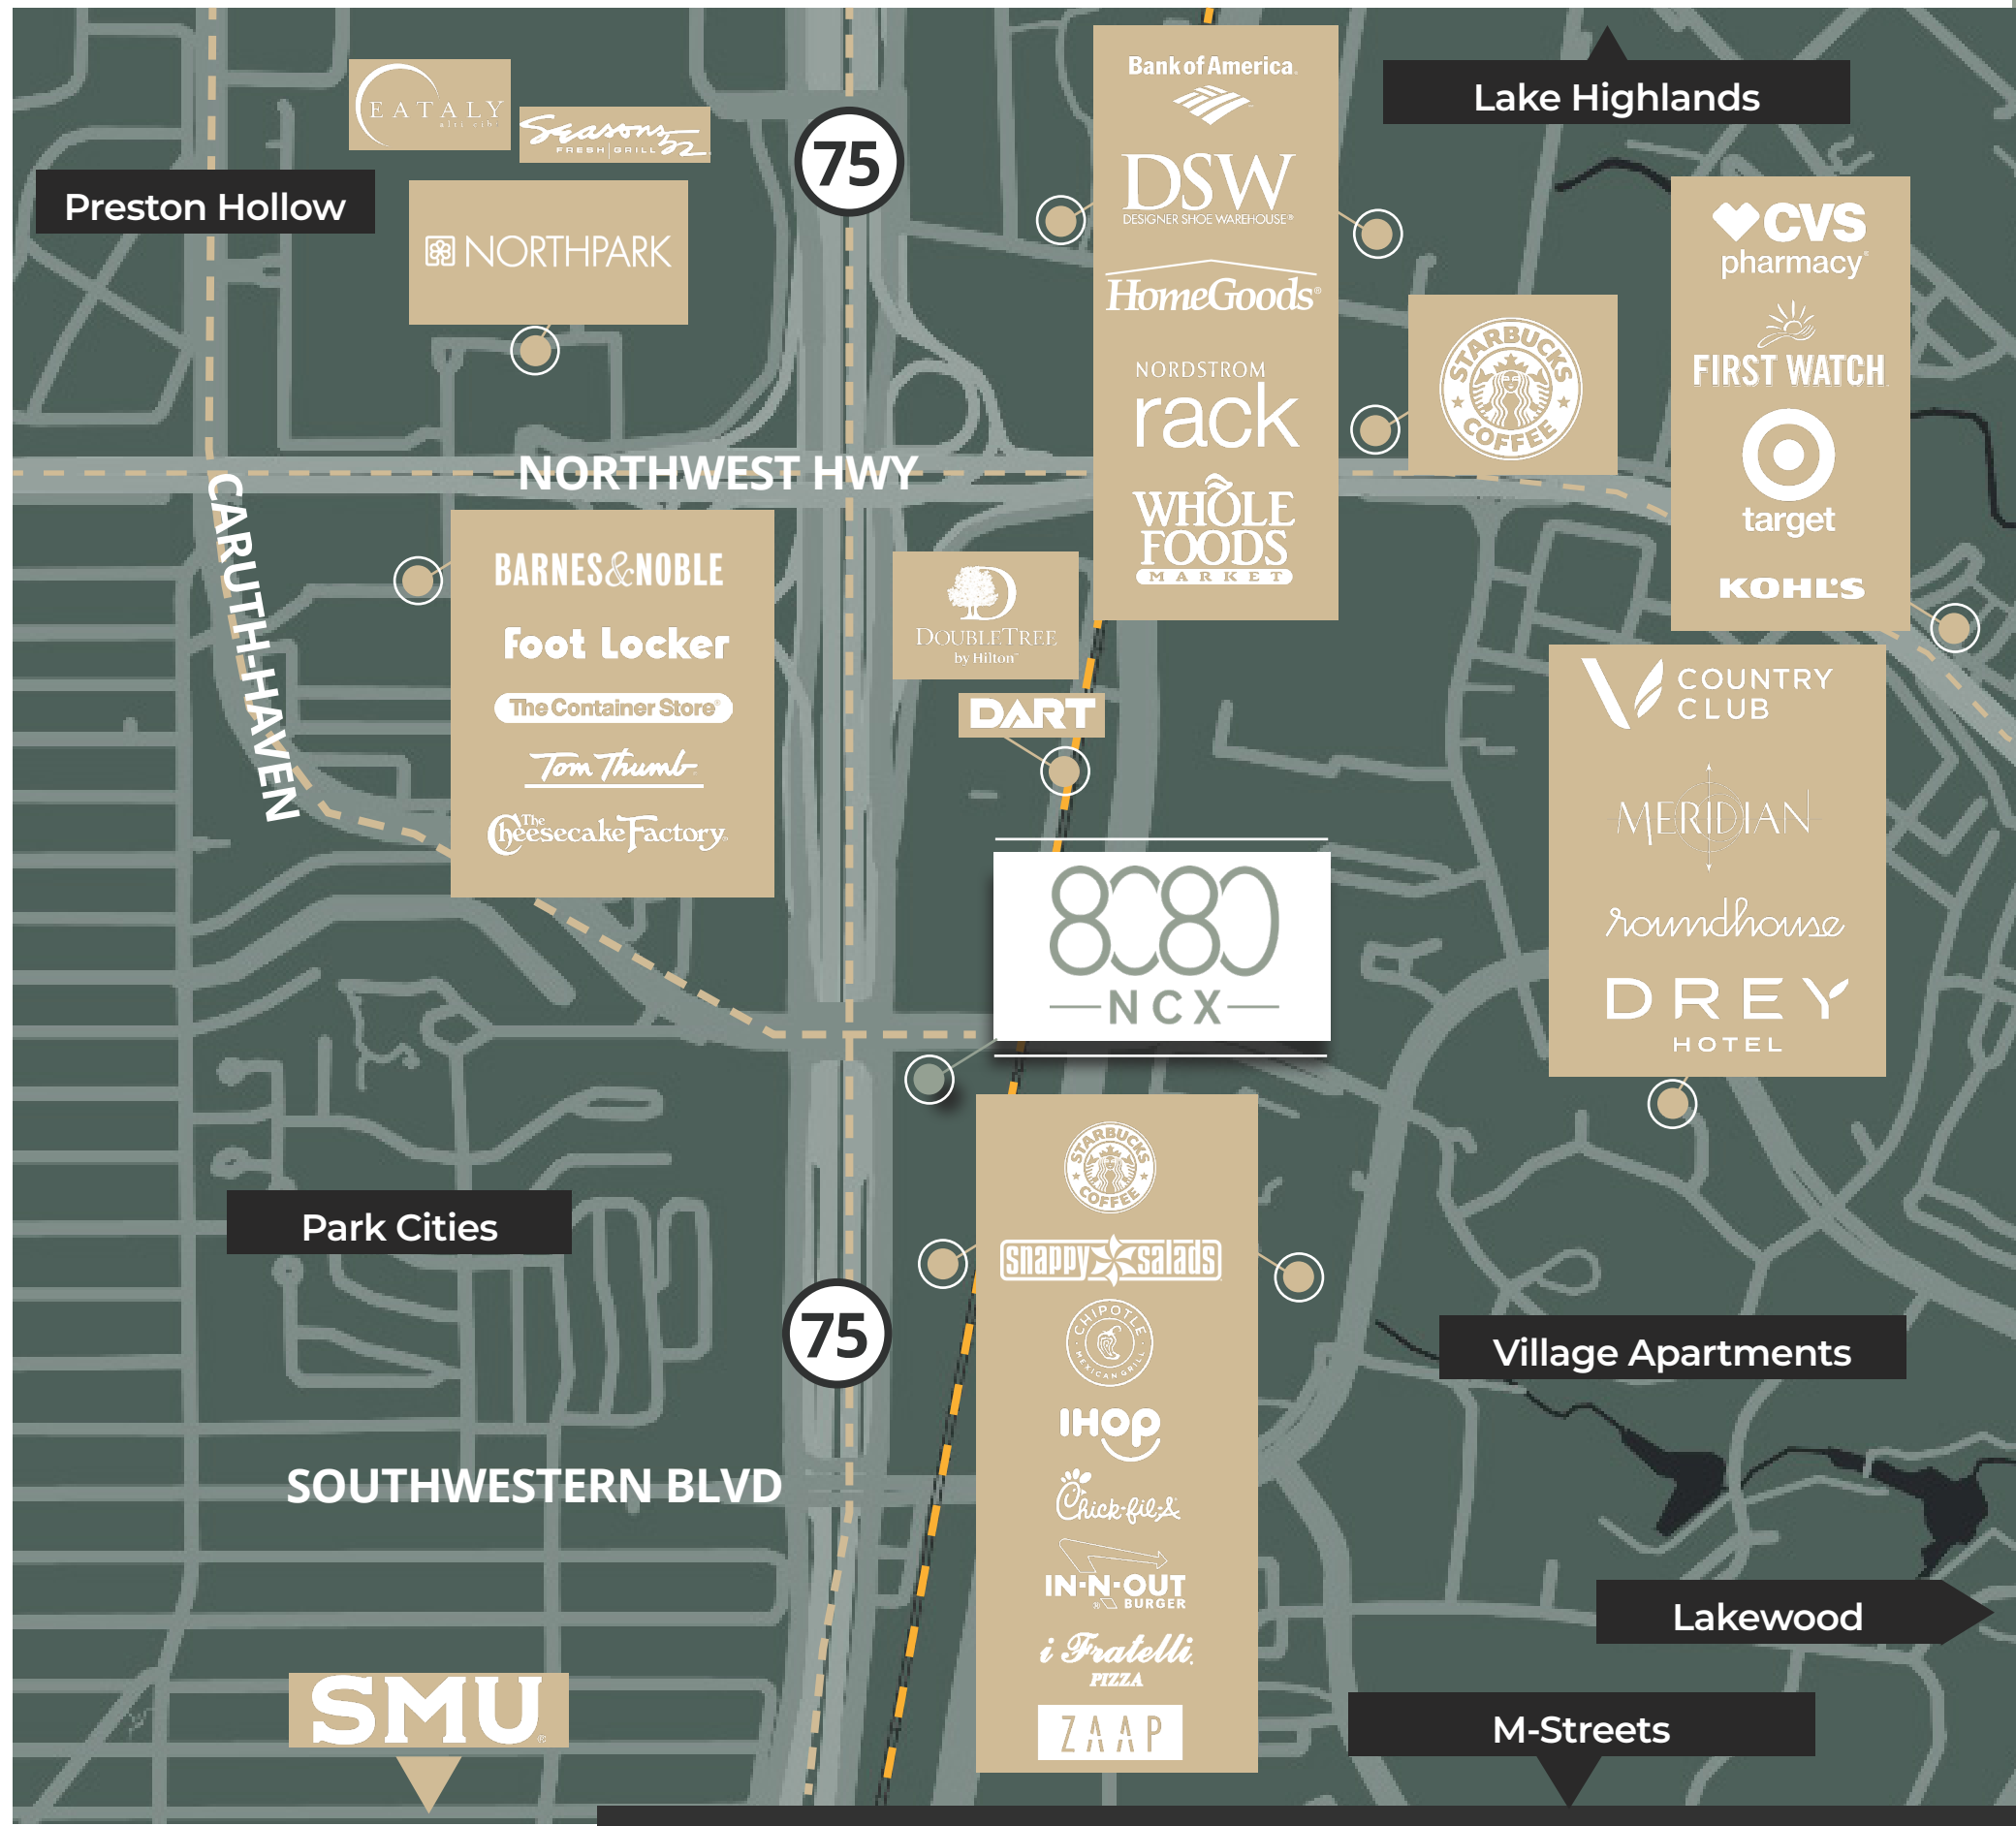 EATALY
alti cibi
Seasons 52
FRESH | GRILL
Preston Hollow
NORTHPARK
75
Bank of America
DSW
DESIGNER SHOE WAREHOUSE®
HomeGoods®
NORDSTROM
rack
WHOLE
FOODS
MARKET
Lake Highlands
STARBUCKS
COFFEE
CVS
pharmacy®
FIRST WATCH
target
KOHL'S
NORTHWEST HWY
CARUTH-HAVEN
BARNES & NOBLE
Foot Locker
The Container Store®
Tom Thumb
The
Cheesecake Factory
DOUBLETREE
by Hilton™
DART
8080
NCX
V COUNTRY
CLUB
MERIDIAN
roundhouse
DREY
HOTEL
Park Cities
75
SOUTHWESTERN BLVD
STARBUCKS
COFFEE
snappy salads
CHIPOTLE
MEXICAN GRILL
IHOP
Chick-fil-A
IN-N-OUT
BURGER
i Fratelli
PIZZA
ZAAP
Village Apartments
Lakewood
M-Streets
SMU